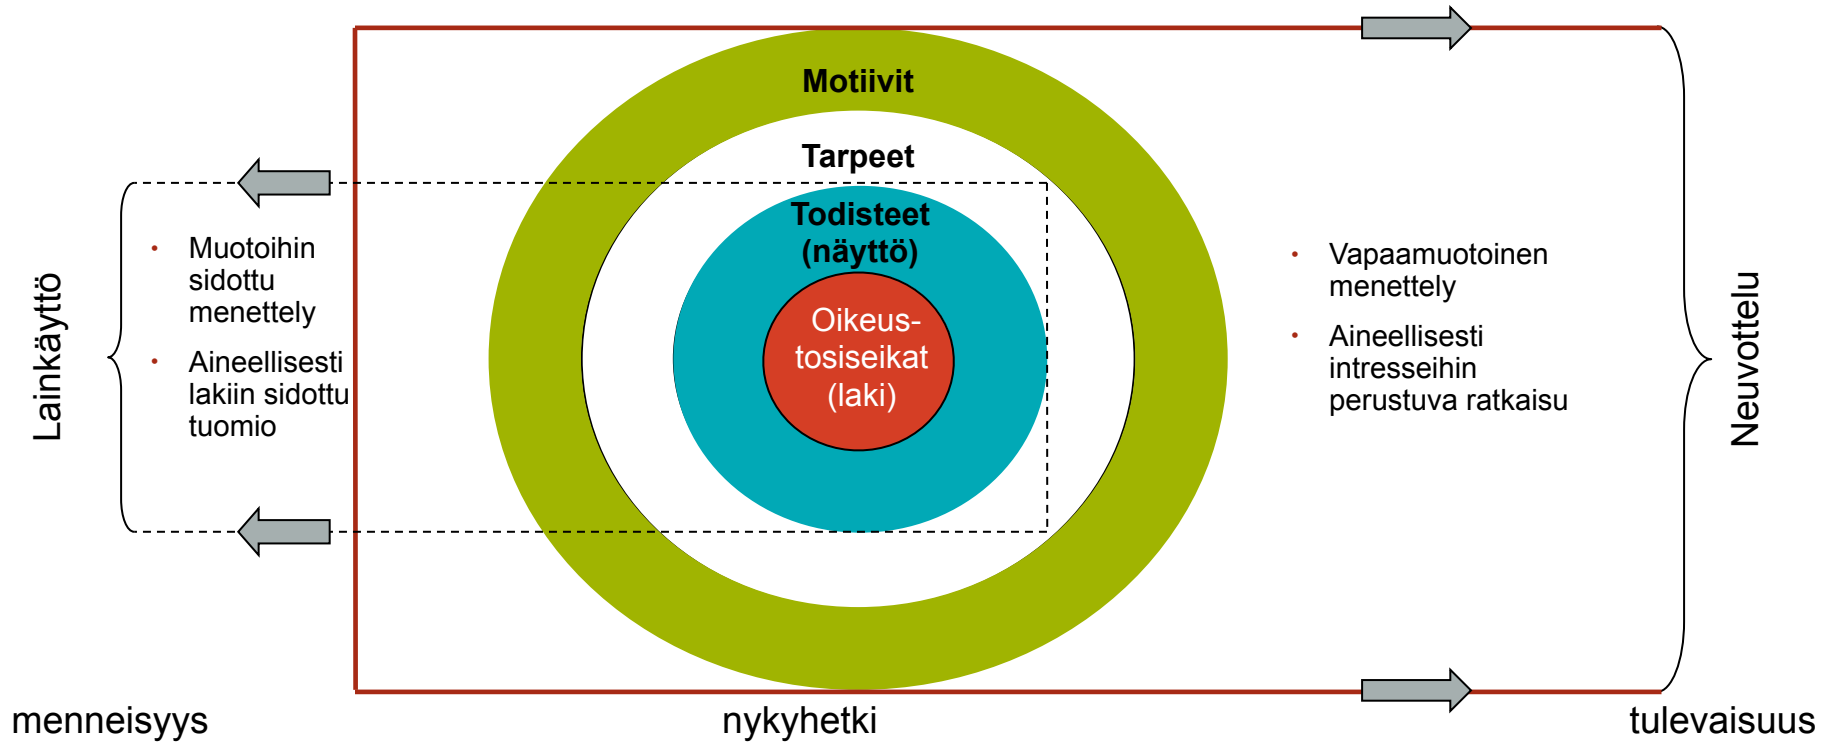 Motiivit
Tarpeet
Todisteet
(näyttö)
Oikeus-
tosiseikat
(laki)
Lainkäyttö
• Muotoihin
sidottu
menettely
• Aineellisesti
lakiin sidottu
tuomio
• Vapaamuotoinen
menettely
• Aineellisesti
intresseihin
perustuva ratkaisu
Neuvottelu
menneisyys
nykyhetki
tulevaisuus